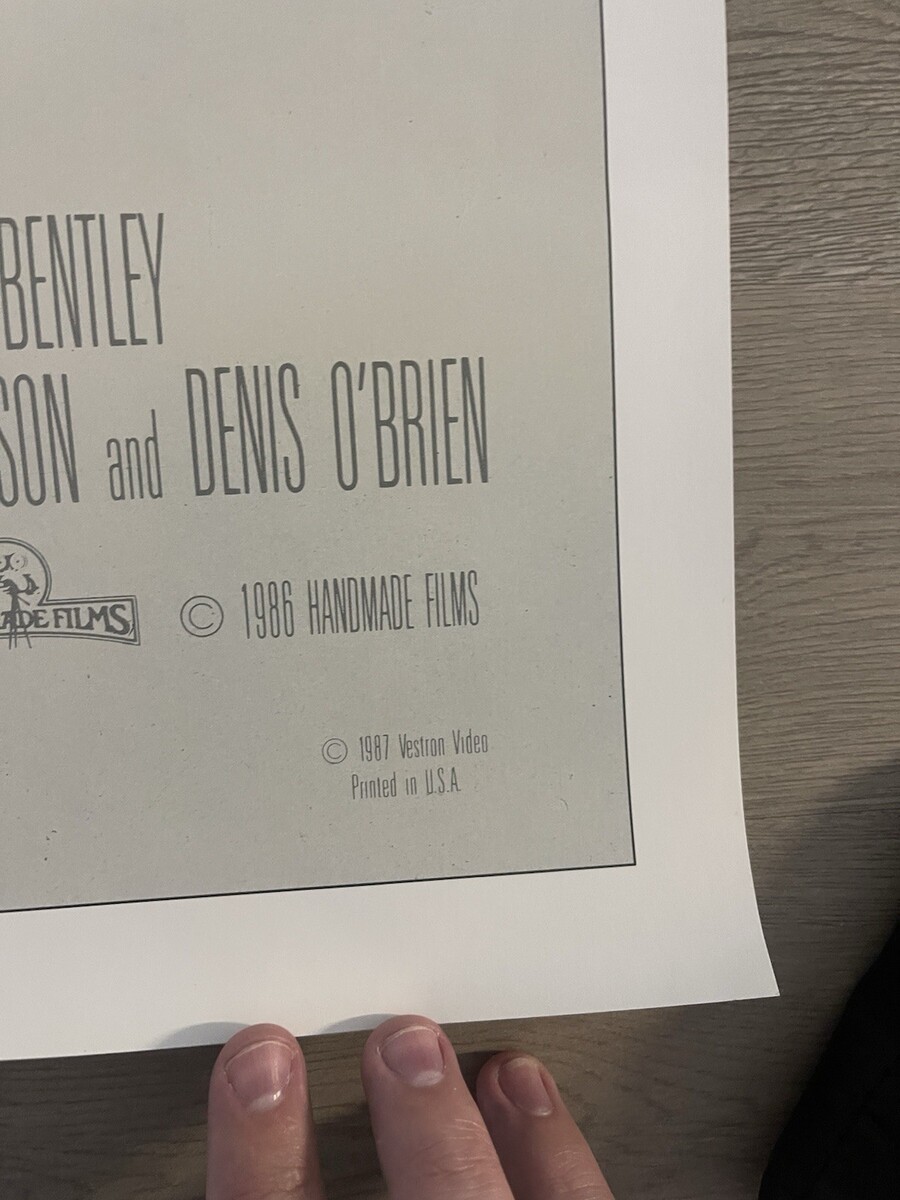 BENTLEY
SON and DENIS O'BRIEN
ADE FILMS
© 1986 HANDMADE FILMS
© 1987 Vestron Video
Printed in U.S.A.